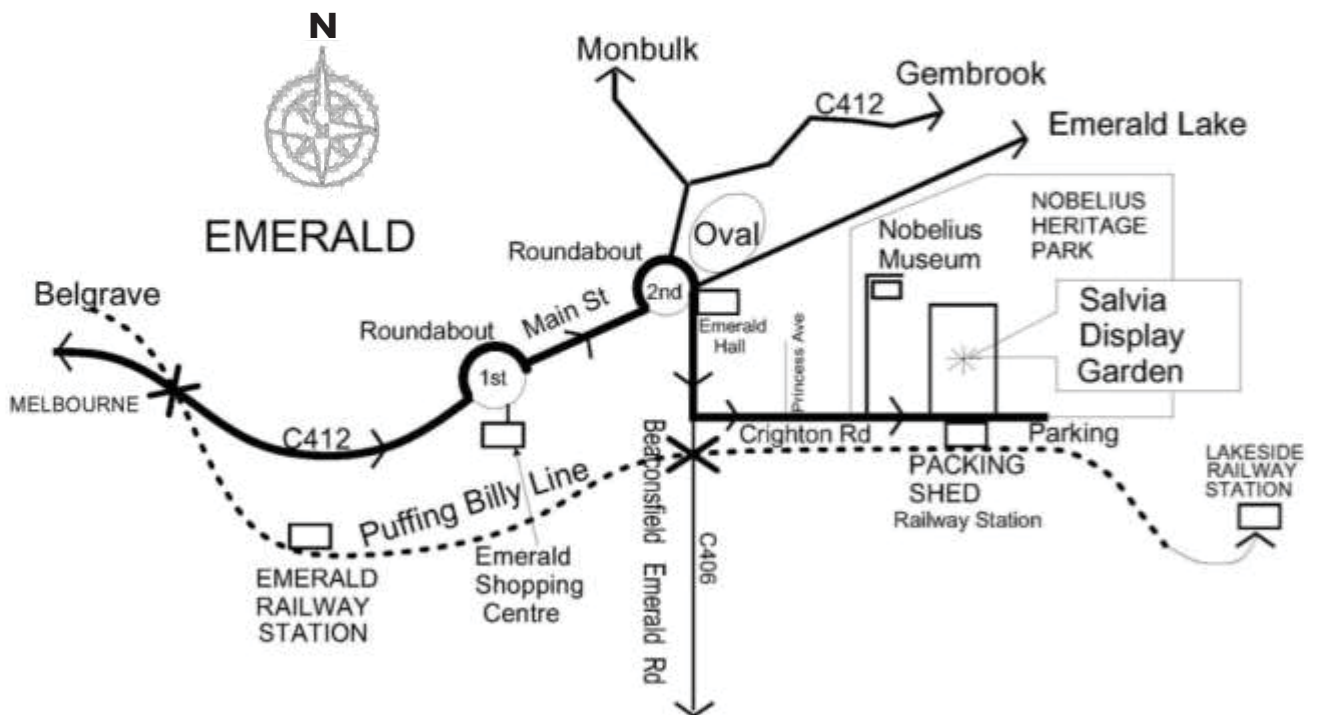 N
Monbulk
Gembrook
C412
Emerald Lake
EMERALD
NOBELIUS
HERITAGE
PARK
Nobelius
Museum
Oval
Roundabout
2nd
Belgrave
Main St
Roundabout
1st
Emerald
Hall
Princess Ave
Salvia
Display
Garden
MELBOURNE
C412
Crighton Rd
Parking
Beaconsfield Emerald Rd
C406
Puffing Billy Line
PACKING
SHED
Railway Station
LAKESIDE
RAILWAY
STATION
EMERALD
RAILWAY
STATION
Emerald
Shopping
Centre